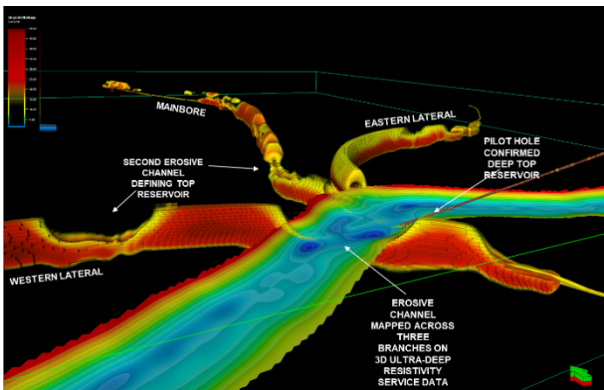 MAINBORE
EASTERN LATERAL
PILOT HOLE
CONFIRMED
DEEP TOP
RESERVOIR
SECOND EROSIVE
CHANNEL
DEFINING TOP
RESERVOIR
WESTERN LATERAL
EROSIVE
CHANNEL
MAPPED ACROSS
THREE
BRANCHES ON
3D ULTRA-DEEP
RESISTIVITY
SERVICE DATA